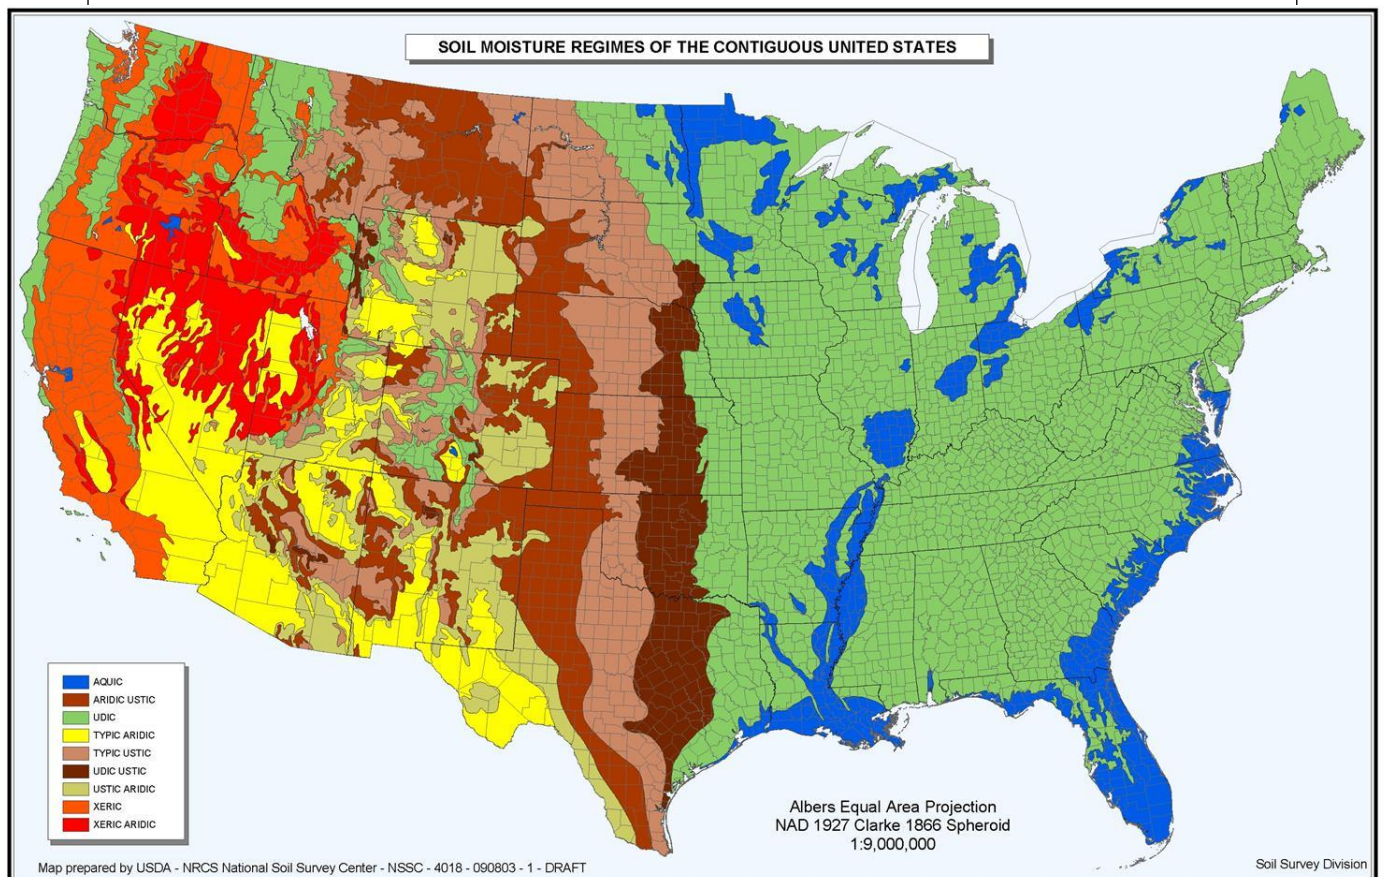 SOIL MOISTURE REGIMES OF THE CONTIGUOUS UNITED STATES
AQUIC
ARIDIC USTIC
UDIC
TYPIC ARIDIC
TYPIC USTIC
UDIC USTIC
USTIC ARIDIC
XERIC
XERIC ARIDIC
Albers Equal Area Projection
NAD 1927 Clarke 1866 Spheroid
1:9,000,000
Map prepared by USDA - NRCS National Soil Survey Center - NSSC - 4018 - 090803 - 1 - DRAFT
Soil Survey Division